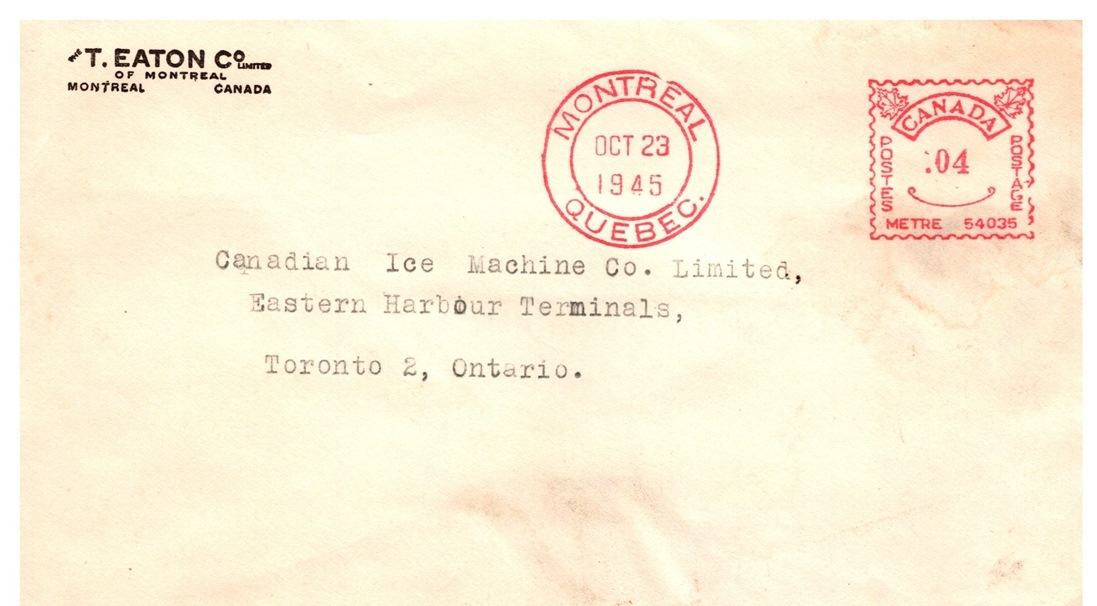 THE T. EATON Co. LIMITED
OF MONTREAL
MONTREAL CANADA
MONTREAL
OCT 23
1945
QUEBEC.
CANADA
POSTES
.04
POSTAGE
METRE 54035
Canadian Ice Machine Co. Limited,
Eastern Harbour Terminals,
Toronto 2, Ontario.